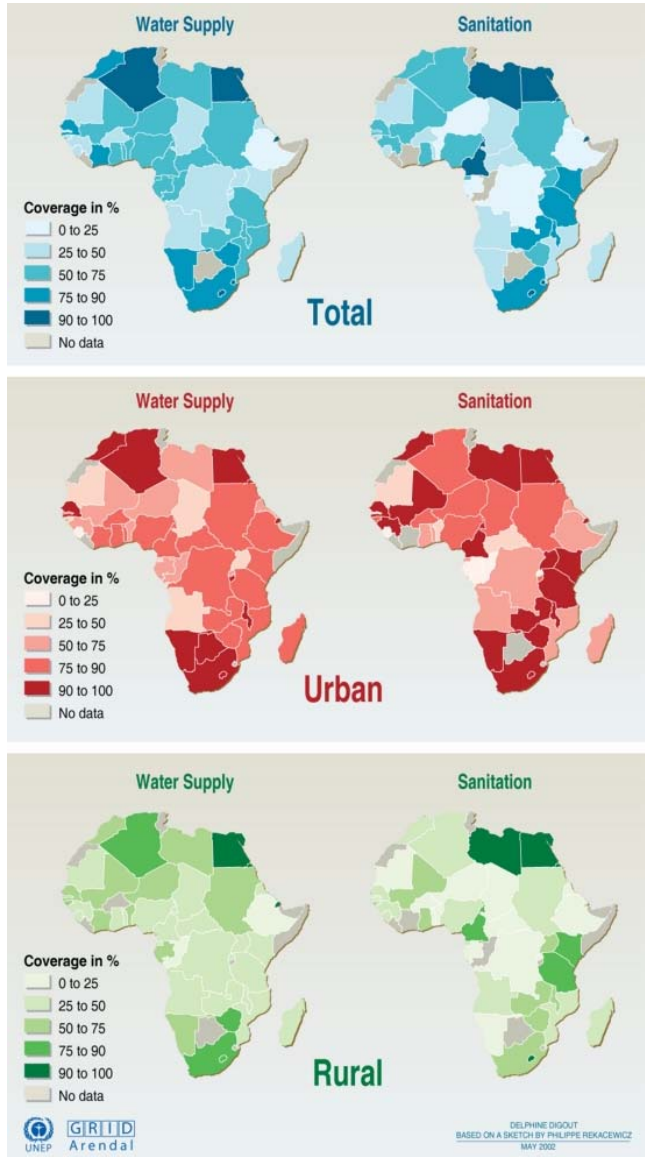 Water Supply
Sanitation
Coverage in %
0 to 25
25 to 50
50 to 75
75 to 90
90 to 100
No data
Total
Water Supply
Sanitation
Coverage in %
0 to 25
25 to 50
50 to 75
75 to 90
90 to 100
No data
Urban
Water Supply
Sanitation
Coverage in %
0 to 25
25 to 50
50 to 75
75 to 90
90 to 100
No data
Rural
UNEP
GRID
Arendal
DELPHINE DIGOUT
BASED ON A SKETCH BY PHILIPPE REKACEWICZ
MAY 2002